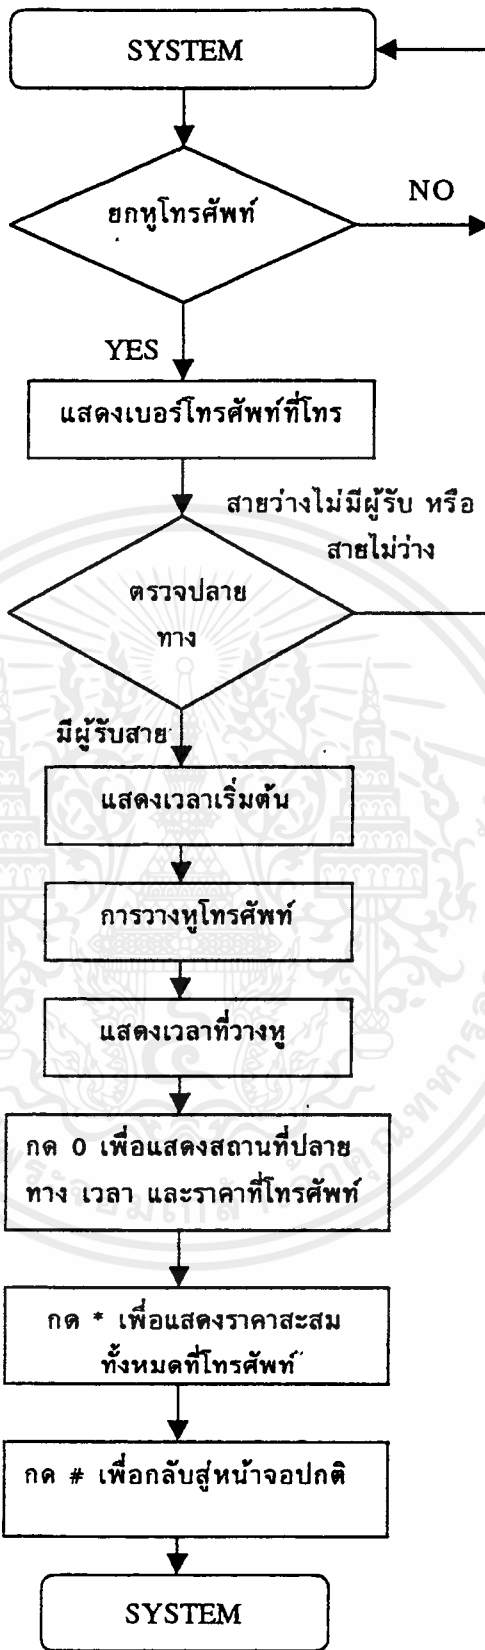 SYSTEM
ยกหูโทรศัพท์
NO
YES
แสดงเบอร์โทรศัพท์ที่โทร
สายว่างไม่มีผู้รับ หรือ
สายไม่ว่าง
ตรวจปลาย
ทาง
มีผู้รับสาย
แสดงเวลาเริ่มต้น
การวางหูโทรศัพท์
แสดงเวลาที่วางหู
กด 0 เพื่อแสดงสถานที่ปลาย
ทาง เวลา และราคาที่โทรศัพท์
กด * เพื่อแสดงราคาสะสม
ทั้งหมดที่โทรศัพท์
กด # เพื่อกลับสู่หน้าจอปกติ
SYSTEM